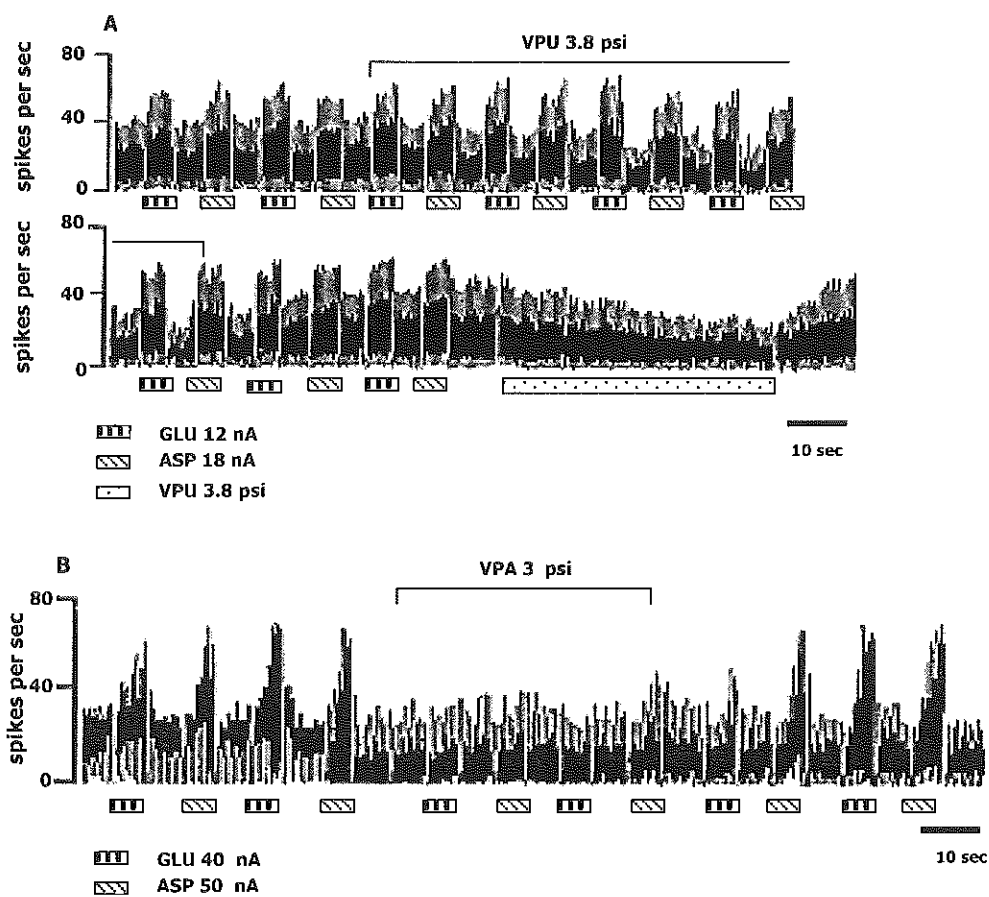 A
VPU 3.8 psi
spikes per sec
80
40
0
spikes per sec
80
40
0
GLU 12 nA
ASP 18 nA
VPU 3.8 psi
10 sec
B
VPA 3 psi
spikes per sec
80
40
0
GLU 40 nA
ASP 50 nA
10 sec